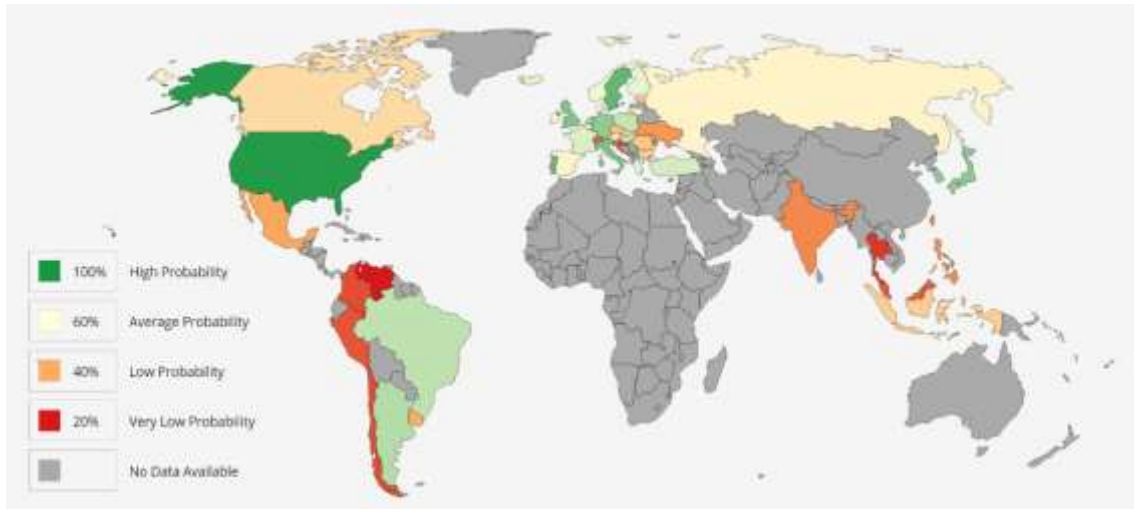 100% High Probability
60% Average Probability
40% Low Probability
20% Very Low Probability
No Data Available